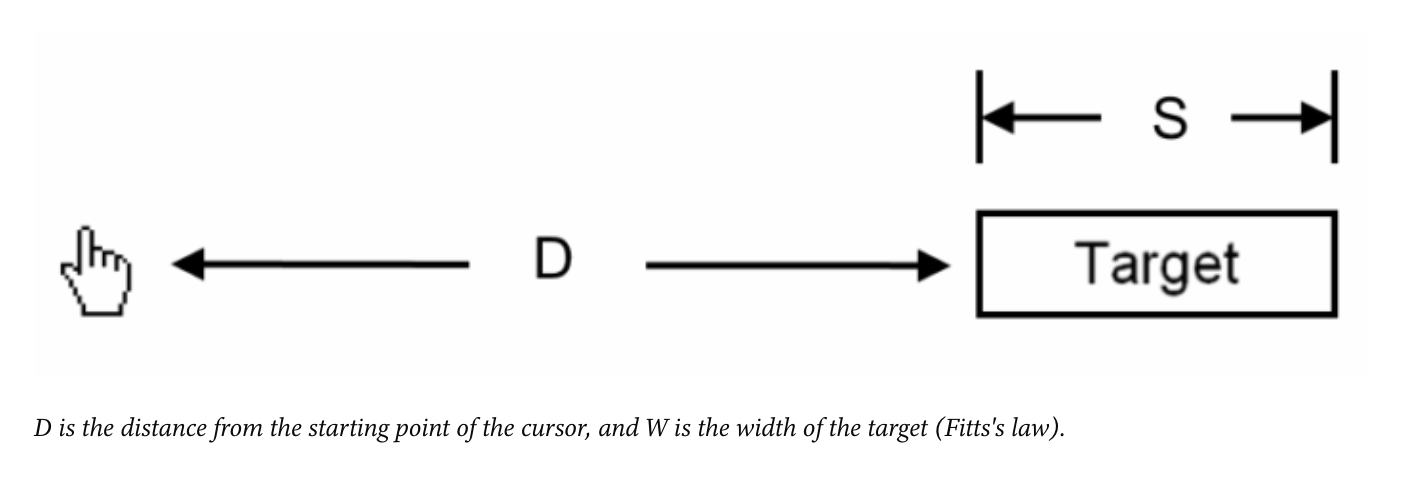 S
D
Target
D is the distance from the starting point of the cursor, and W is the width of the target (Fitts's law).